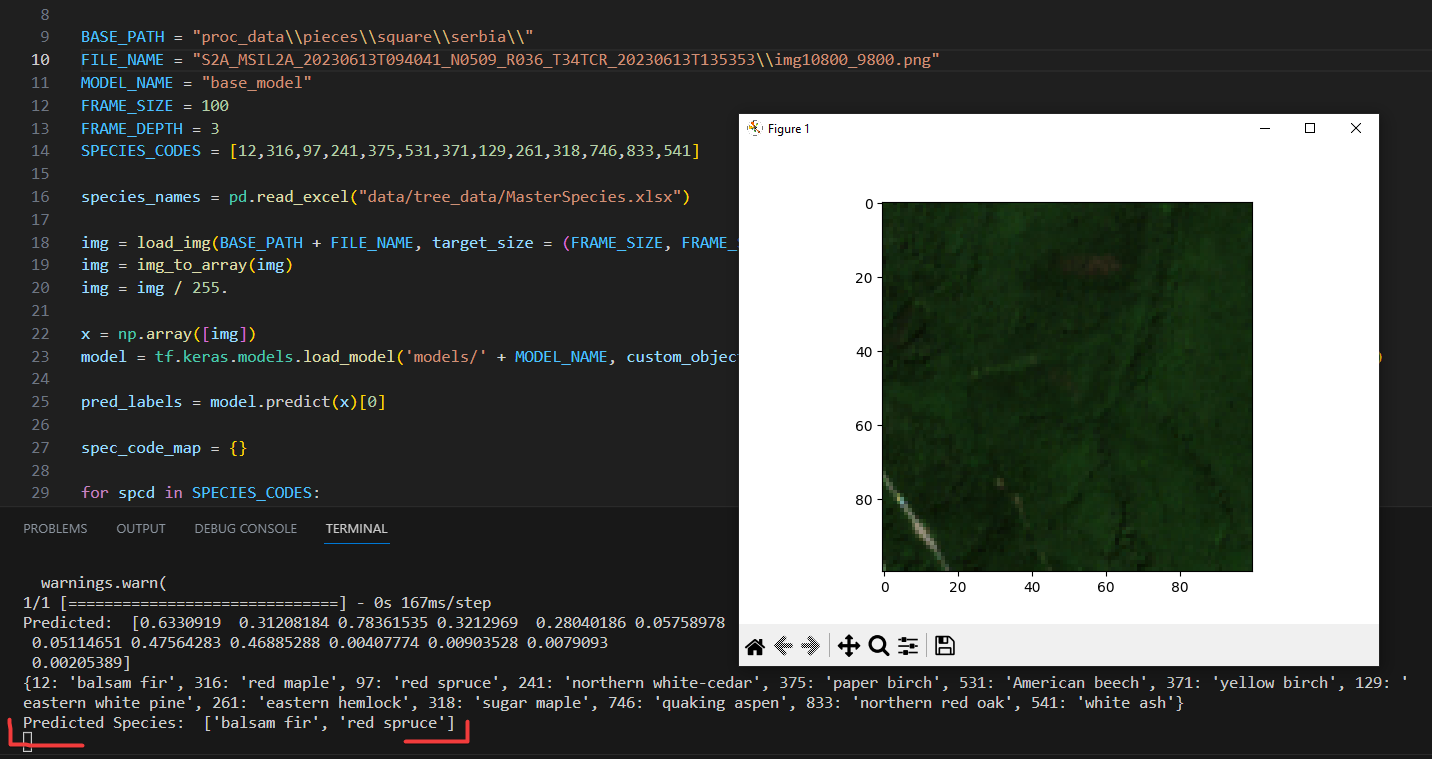 8
9 BASE_PATH = "proc_data\\pieces\\square\\serbia\\"
10 FILE_NAME = "S2A_MSIL2A_20230613T094041_N0509_R036_T34TCR_20230613T135353\\img10800_9800.png"
11 MODEL_NAME = "base_model"
12 FRAME_SIZE = 100
13 FRAME_DEPTH = 3
14 SPECIES_CODES = [12,316,97,241,375,531,371,129,261,318,746,833,541]
15
16 species_names = pd.read_excel("data/tree_data/MasterSpecies.xlsx")
17
18 img = load_img(BASE_PATH + FILE_NAME, target_size = (FRAME_SIZE, FRAME_
19 img = img_to_array(img)
20 img = img / 255.
21
22 x = np.array([img])
23 model = tf.keras.models.load_model('models/' + MODEL_NAME, custom_objec )
24
25 pred_labels = model.predict(x)[0]
26
27 spec_code_map = {}
28
29 for spcd in SPECIES_CODES:
Figure 1
0
20
40
60
80
0 20 40 60 80
PROBLEMS OUTPUT DEBUG CONSOLE TERMINAL
warnings.warn(
1/1 [==============================] - 0s 167ms/step
Predicted:  [0.6330919  0.31208184 0.78361535 0.3212969  0.28040186 0.05758978
0.05114651 0.47564283 0.46885288 0.00407774 0.00903528 0.0079093
0.00205389]
{12: 'balsam fir', 316: 'red maple', 97: 'red spruce', 241: 'northern white-cedar', 375: 'paper birch', 531: 'American beech', 371: 'yellow birch', 129: '
eastern white pine', 261: 'eastern hemlock', 318: 'sugar maple', 746: 'quaking aspen', 833: 'northern red oak', 541: 'white ash'}
Predicted Species:  ['balsam fir', 'red spruce']